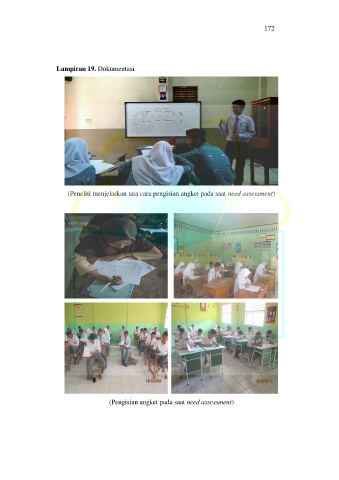 172
Lampiran 19. Dokumentasi
(Peneliti menjelaskan tata cara pengisian angket pada saat need assessment)
(Pengisian angket pada saat need assessment)